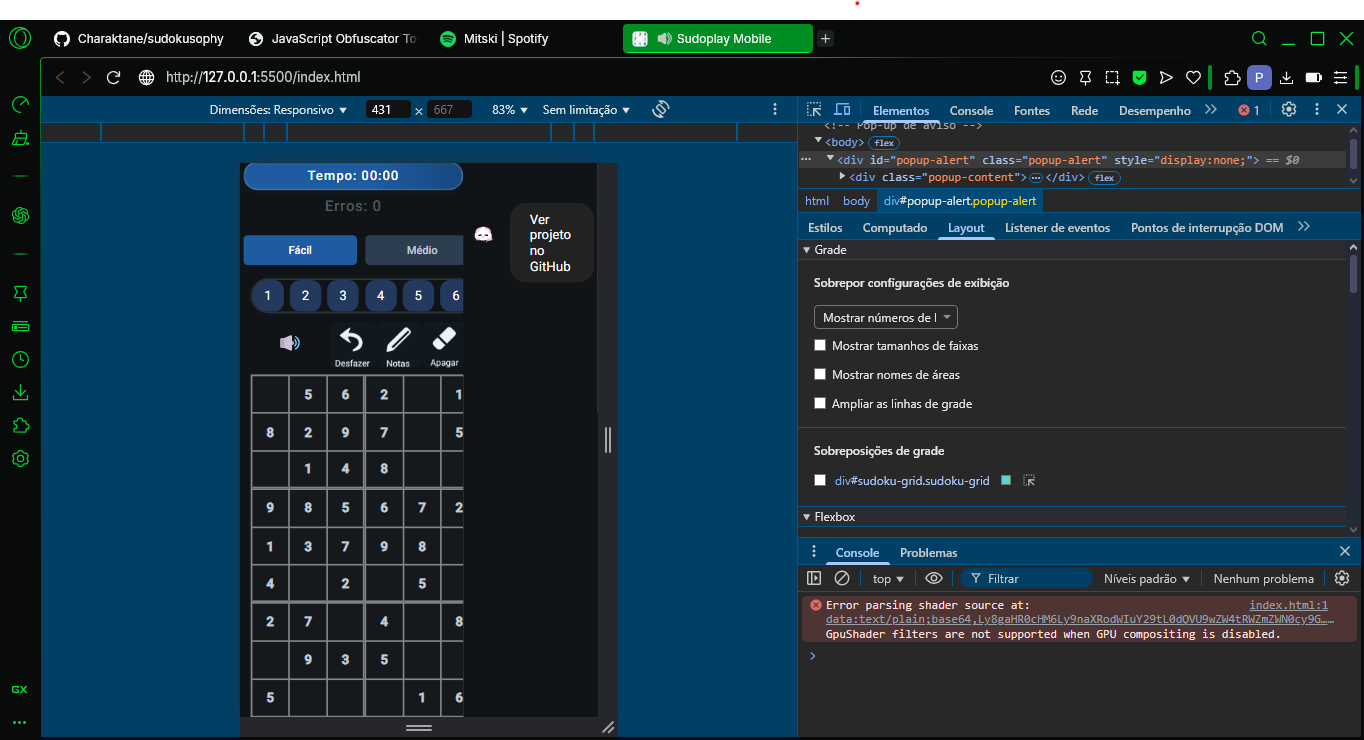 Charaktane/sudokusophy
JavaScript Obfuscator To
Mitski | Spotify
Sudoplay Mobile
http://127.0.0.1:5500/index.html
P
Dimensões: Responsivo
431 × 667
83%
Sem limitação
Elementos
Console
Fontes
Rede
Desempenho
1
<!-- Pop-up de aviso -->
<body> flex
<div id="popup-alert" class="popup-alert" style="display:none;"> == $0
<div class="popup-content"> </div> flex
html
body
div#popup-alert.popup-alert
Estilos
Computado
Layout
Listener de eventos
Pontos de interrupção DOM
Grade
Sobrepor configurações de exibição
Mostrar números de l
Mostrar tamanhos de faixas
Mostrar nomes de áreas
Ampliar as linhas de grade
Sobreposições de grade
div#sudoku-grid.sudoku-grid
Flexbox
Console
Problemas
top
Filtrar
Níveis padrão
Nenhum problema
Error parsing shader source at:
index.html:1
data:text/plain;base64,Ly8gaHR0cHM6Ly9naXRodWIuY29tL0dQVU9wZW4tRWZmZWN0cy9G…
GpuShader filters are not supported when GPU compositing is disabled.
Tempo: 00:00
Erros: 0
Fácil
Médio
Ver
projeto
no
GitHub
1 2 3 4 5 6
Desfazer
Notas
Apagar
5 6 2 1
8 2 9 7 5
1 4 8
9 8 5 6 7 2
1 3 7 9 8
4 2 5
2 7 4 8
9 3 5
5 1 6
GX